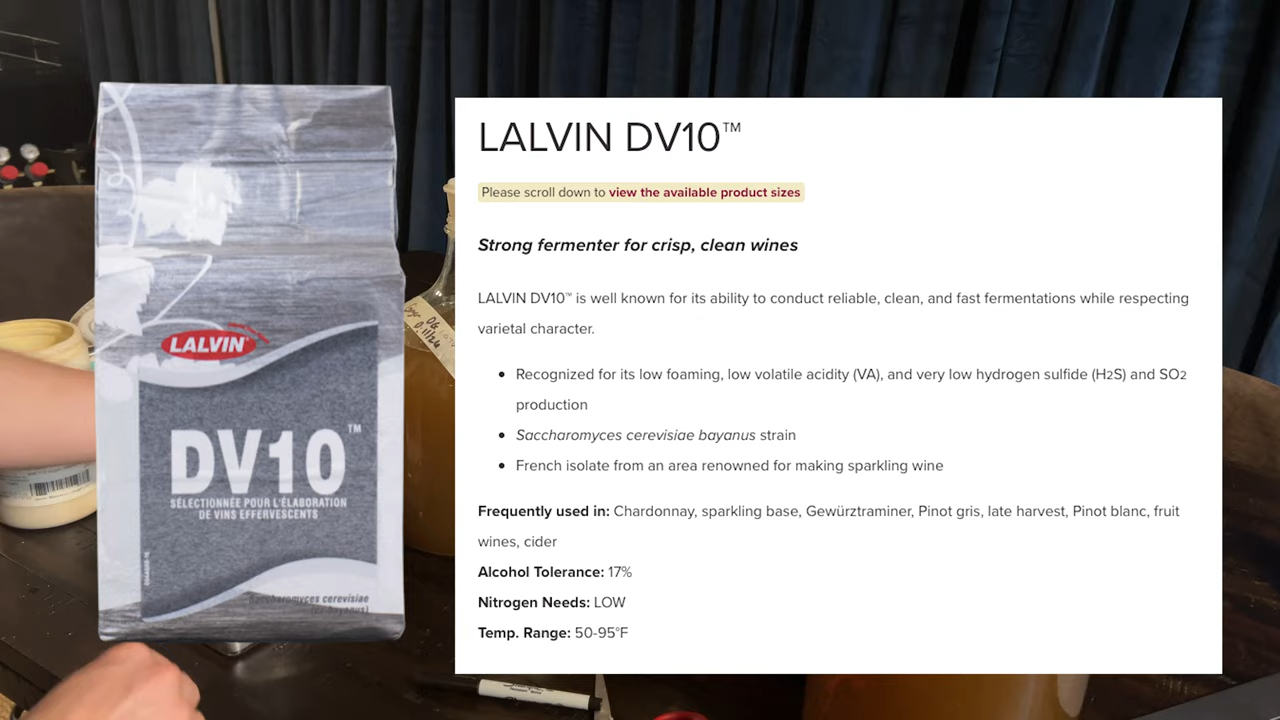 LALVIN DV10™
Please scroll down to view the available product sizes
Strong fermenter for crisp, clean wines
LALVIN DV10™ is well known for its ability to conduct reliable, clean, and fast fermentations while respecting
varietal character.
• Recognized for its low foaming, low volatile acidity (VA), and very low hydrogen sulfide (H2S) and SO2
production
• Saccharomyces cerevisiae bayanus strain
• French isolate from an area renowned for making sparkling wine
Frequently used in: Chardonnay, sparkling base, Gewürztraminer, Pinot gris, late harvest, Pinot blanc, fruit
wines, cider
Alcohol Tolerance: 17%
Nitrogen Needs: LOW
Temp. Range: 50-95°F
LALVIN
DV10™
SÉLECTIONNÉE POUR L'ÉLABORATION
DE VINS EFFERVESCENTS
Saccharomyces cerevisiae